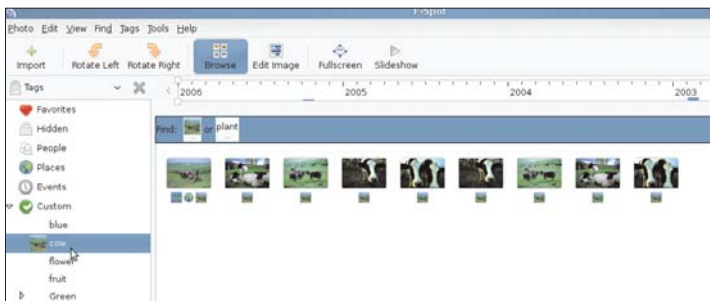 F-Spot
Photo Edit View Find Tags Tools Help
Import Rotate Left Rotate Right Browse Edit Image Fullscreen Slideshow
Tags
2006 2005 2004 2003
Favorites
Hidden
Find: or plant
People
Places
Events
Custom
blue
cow
flower
fruit
Green